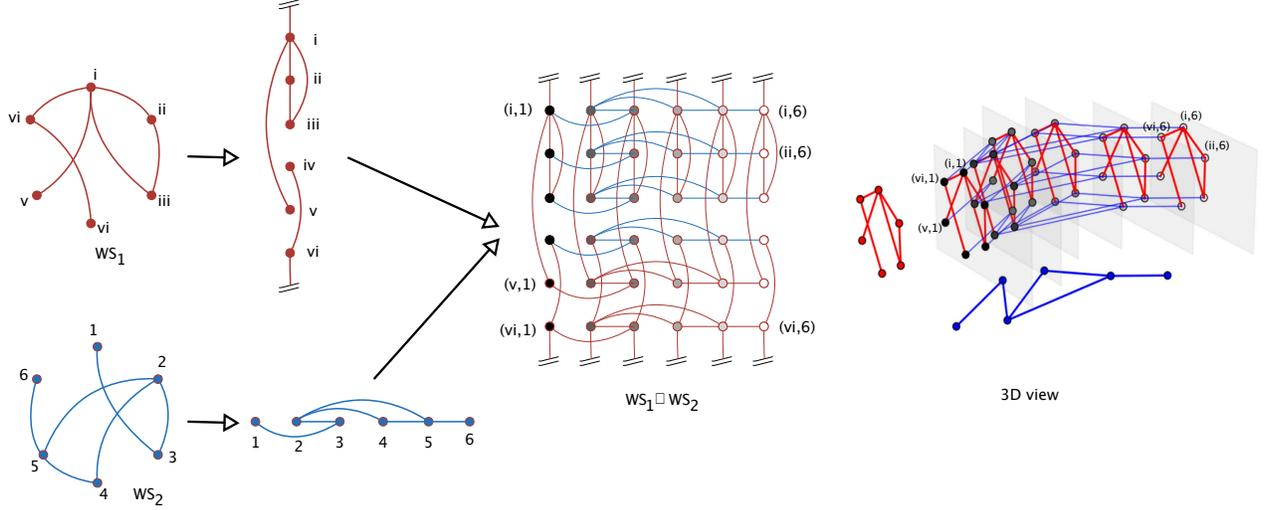 i
ii
iii
vi
v
vi
WS1
i
ii
iii
iv
v
vi
1
2
3
4
5
6
WS2
1 2 3 4 5 6
(i,1) (i,6)
(ii,6)
(v,1)
(vi,1) (vi,6)
WS1□WS2
(i,6)
(vi,6)
(ii,6)
(i,1)
(vi,1)
(v,1)
3D view